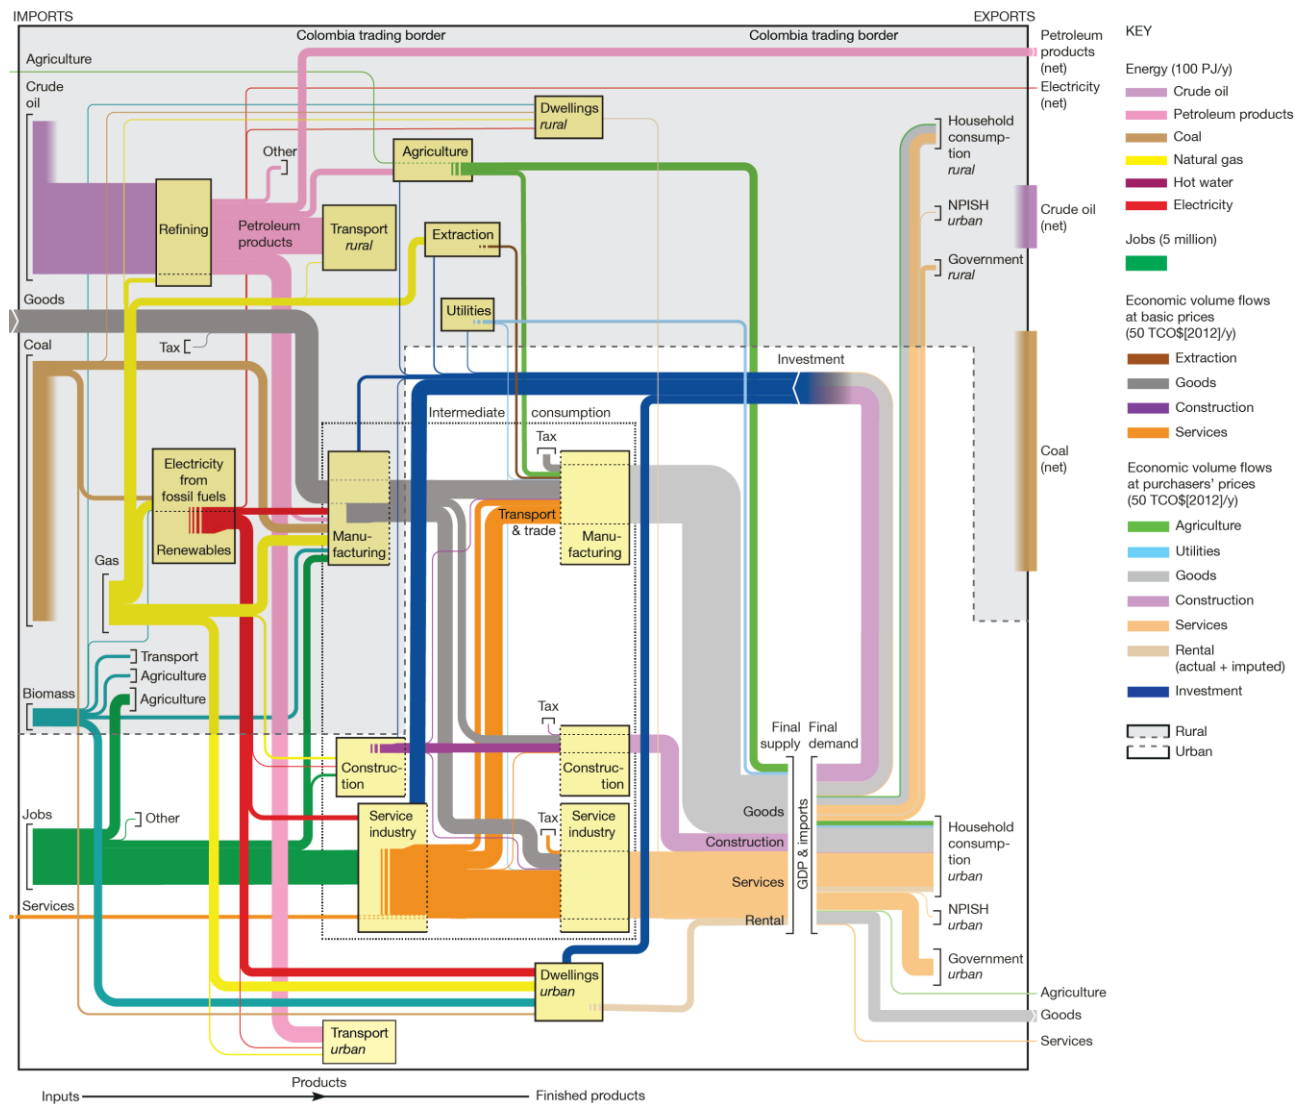 IMPORTS
EXPORTS
Colombia trading border
Colombia trading border
Agriculture
Crude
oil
Other
Refining
Petroleum
products
Goods
Tax
Coal
Electricity
from
fossil fuels
Renewables
Gas
Transport
Agriculture
Agriculture
Biomass
Jobs
Other
Services
Dwellings
rural
Agriculture
Transport
rural
Extraction
Utilities
Investment
Intermediate consumption
Tax
Manu-
facturing
Transport
& trade
Manu-
facturing
Tax
Construc-
tion
Construc-
tion
Service
industry
Tax
Service
industry
Dwellings
urban
Transport
urban
Final
supply
Final
demand
GDP & imports
Goods
Construction
Services
Rental
Household
consump-
tion
rural
NPISH
urban
Government
rural
Household
consump-
tion
urban
NPISH
urban
Government
urban
Petroleum
products
(net)
Electricity
(net)
Crude oil
(net)
Coal
(net)
Agriculture
Goods
Services
Products
Inputs
Finished products
KEY
Energy (100 PJ/y)
Crude oil
Petroleum products
Coal
Natural gas
Hot water
Electricity
Jobs (5 million)
Economic volume flows
at basic prices
(50 TCO$[2012]/y)
Extraction
Goods
Construction
Services
Economic volume flows
at purchasers' prices
(50 TCO$[2012]/y)
Agriculture
Utilities
Goods
Construction
Services
Rental
(actual + imputed)
Investment
Rural
Urban